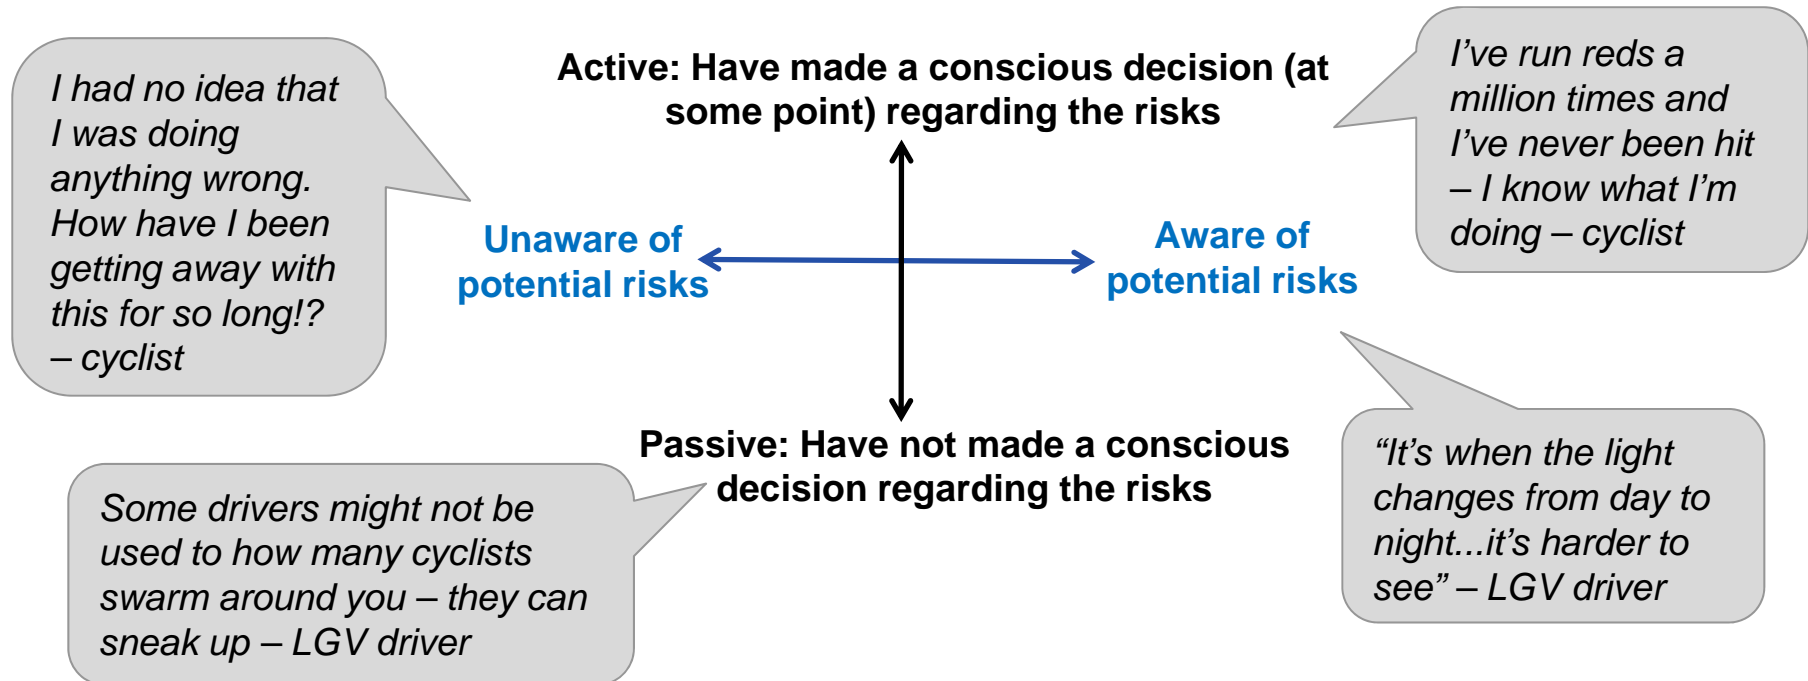 I had no idea that
I was doing
anything wrong.
How have I been
getting away with
this for so long!?
– cyclist
Active: Have made a conscious decision (at
some point) regarding the risks
I’ve run reds a
million times and
I’ve never been hit
– I know what I’m
doing – cyclist
Unaware of
potential risks
Aware of
potential risks
Passive: Have not made a conscious
decision regarding the risks
Some drivers might not be
used to how many cyclists
swarm around you – they can
sneak up – LGV driver
“It’s when the light
changes from day to
night...it’s harder to
see” – LGV driver